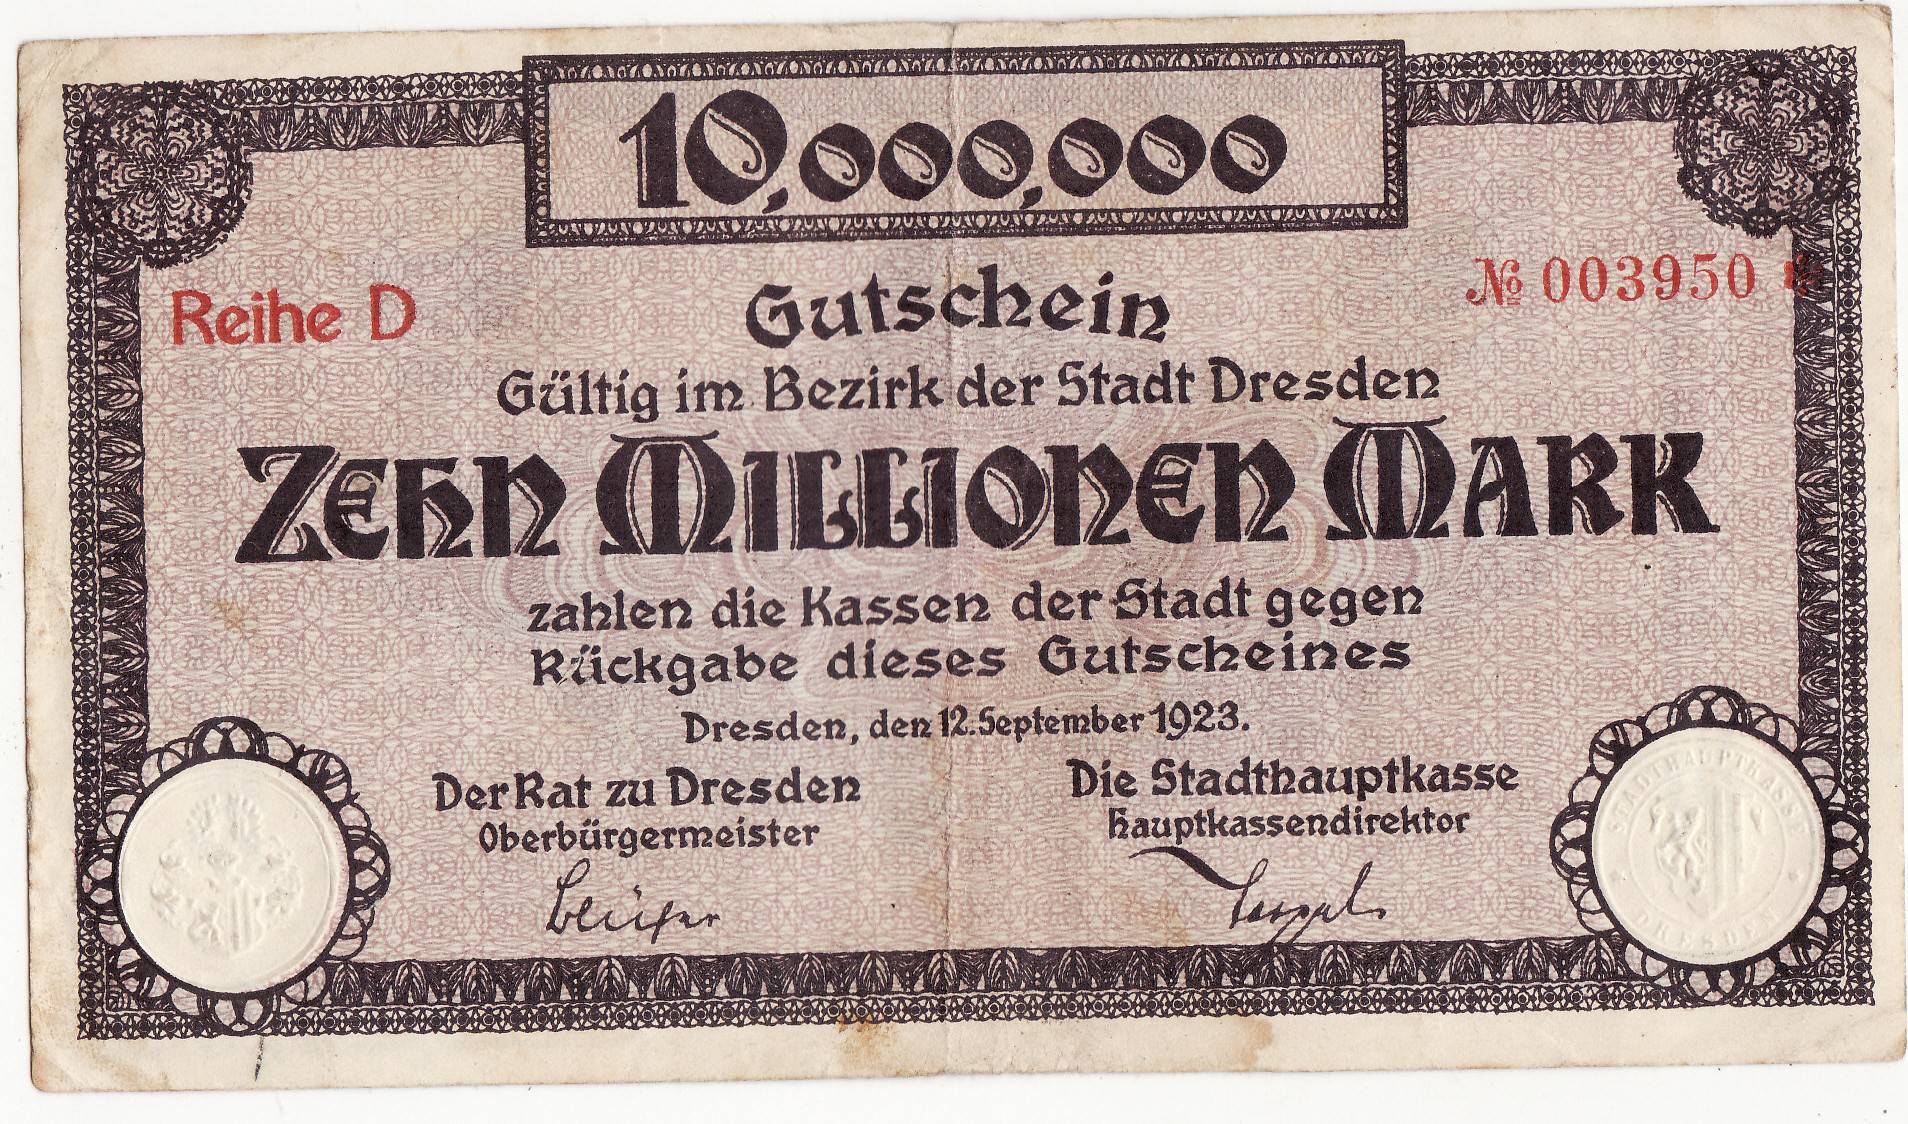 10,000,000
Reihe D
№ 003950 *
Gutschein
Gültig im Bezirk der Stadt Dresden
Zehn Millionen Mark
zahlen die Kassen der Stadt gegen
Rückgabe dieses Gutscheines
Dresden, den 12. September 1923.
Der Rat zu Dresden
Oberbürgermeister
Die Stadthauptkasse
Hauptkassendirektor
STADTHAUPTKASSE
DRESDEN